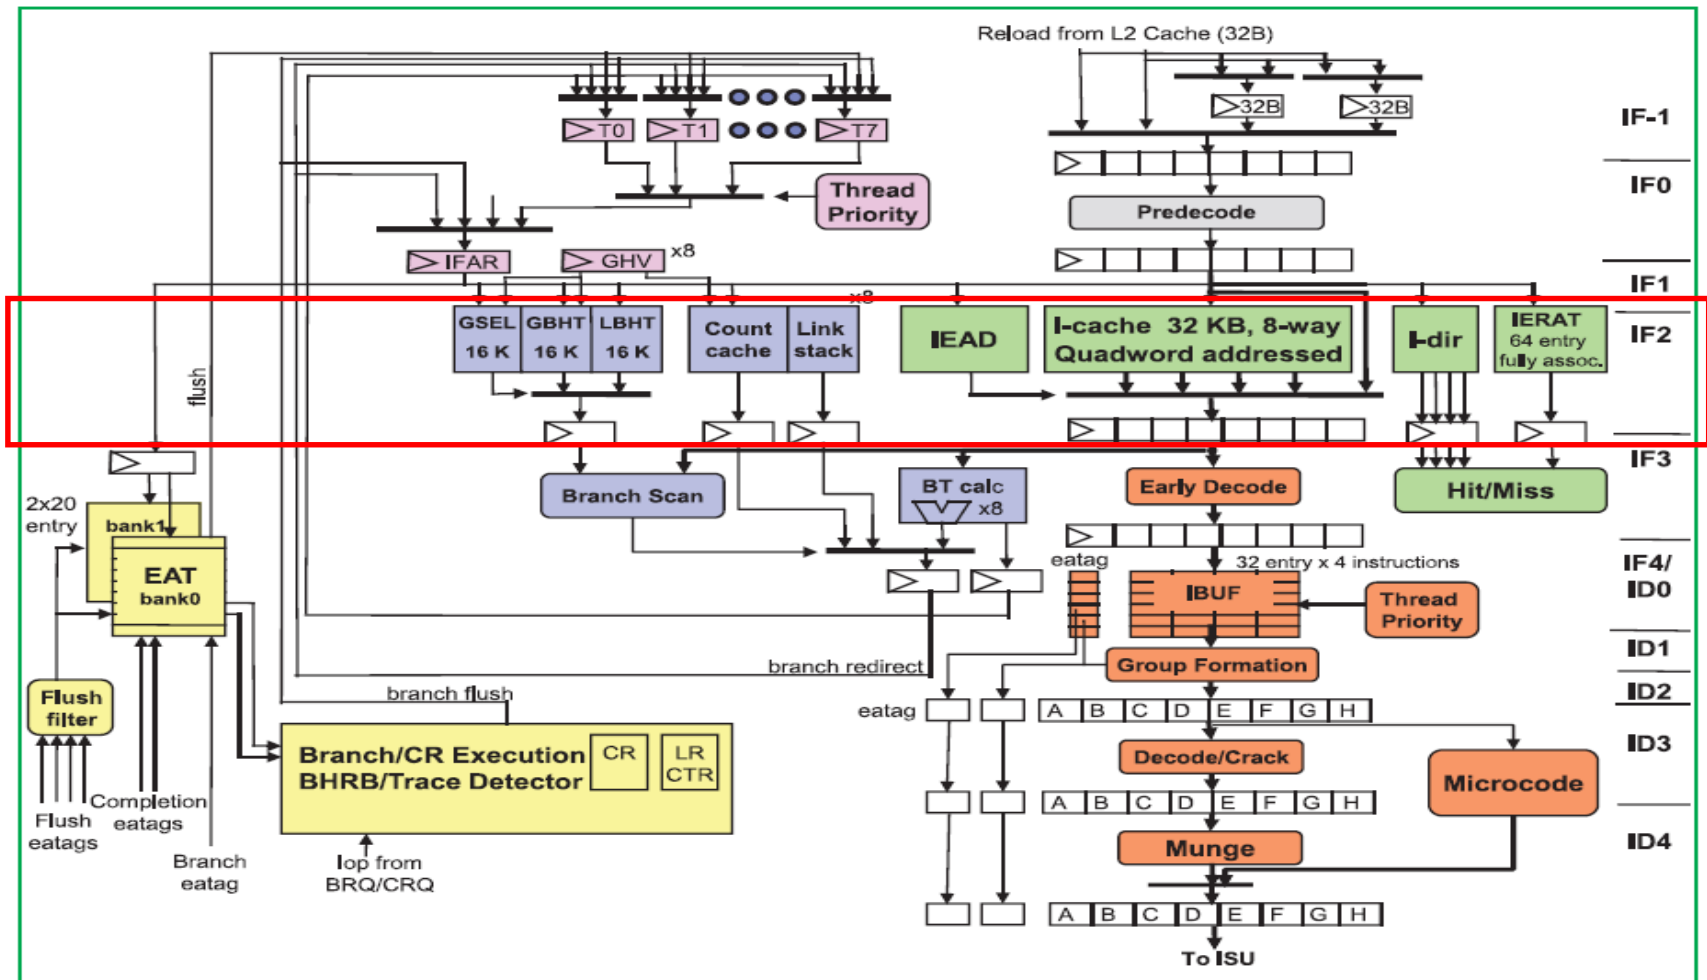 Reload from L2 Cache (32B)
32B
32B
IF-1
T0
T1
T7
IF0
Thread
Priority
Predecode
IFAR
GHV
x8
IF1
x8
GSEL
16 K
GBHT
16 K
LBHT
16 K
Count
cache
Link
stack
IEAD
I-cache 32 KB, 8-way
Quadword addressed
I-dir
IERAT
64 entry
fully assoc.
IF2
flush
IF3
Branch Scan
BT calc
x8
Early Decode
Hit/Miss
2x20
entry
bank1
EAT
bank0
eatag
32 entry x 4 instructions
IBUF
Thread
Priority
IF4/
ID0
ID1
branch redirect
Group Formation
ID2
Flush
filter
branch flush
eatag
A B C D E F G H
ID3
Branch/CR Execution
BHRB/Trace Detector
CR
LR
CTR
Decode/Crack
Microcode
Completion
eatags
Flush
eatags
A B C D E F G H
ID4
Branch
eatag
Iop from
BRQ/CRQ
Munge
A B C D E F G H
To ISU